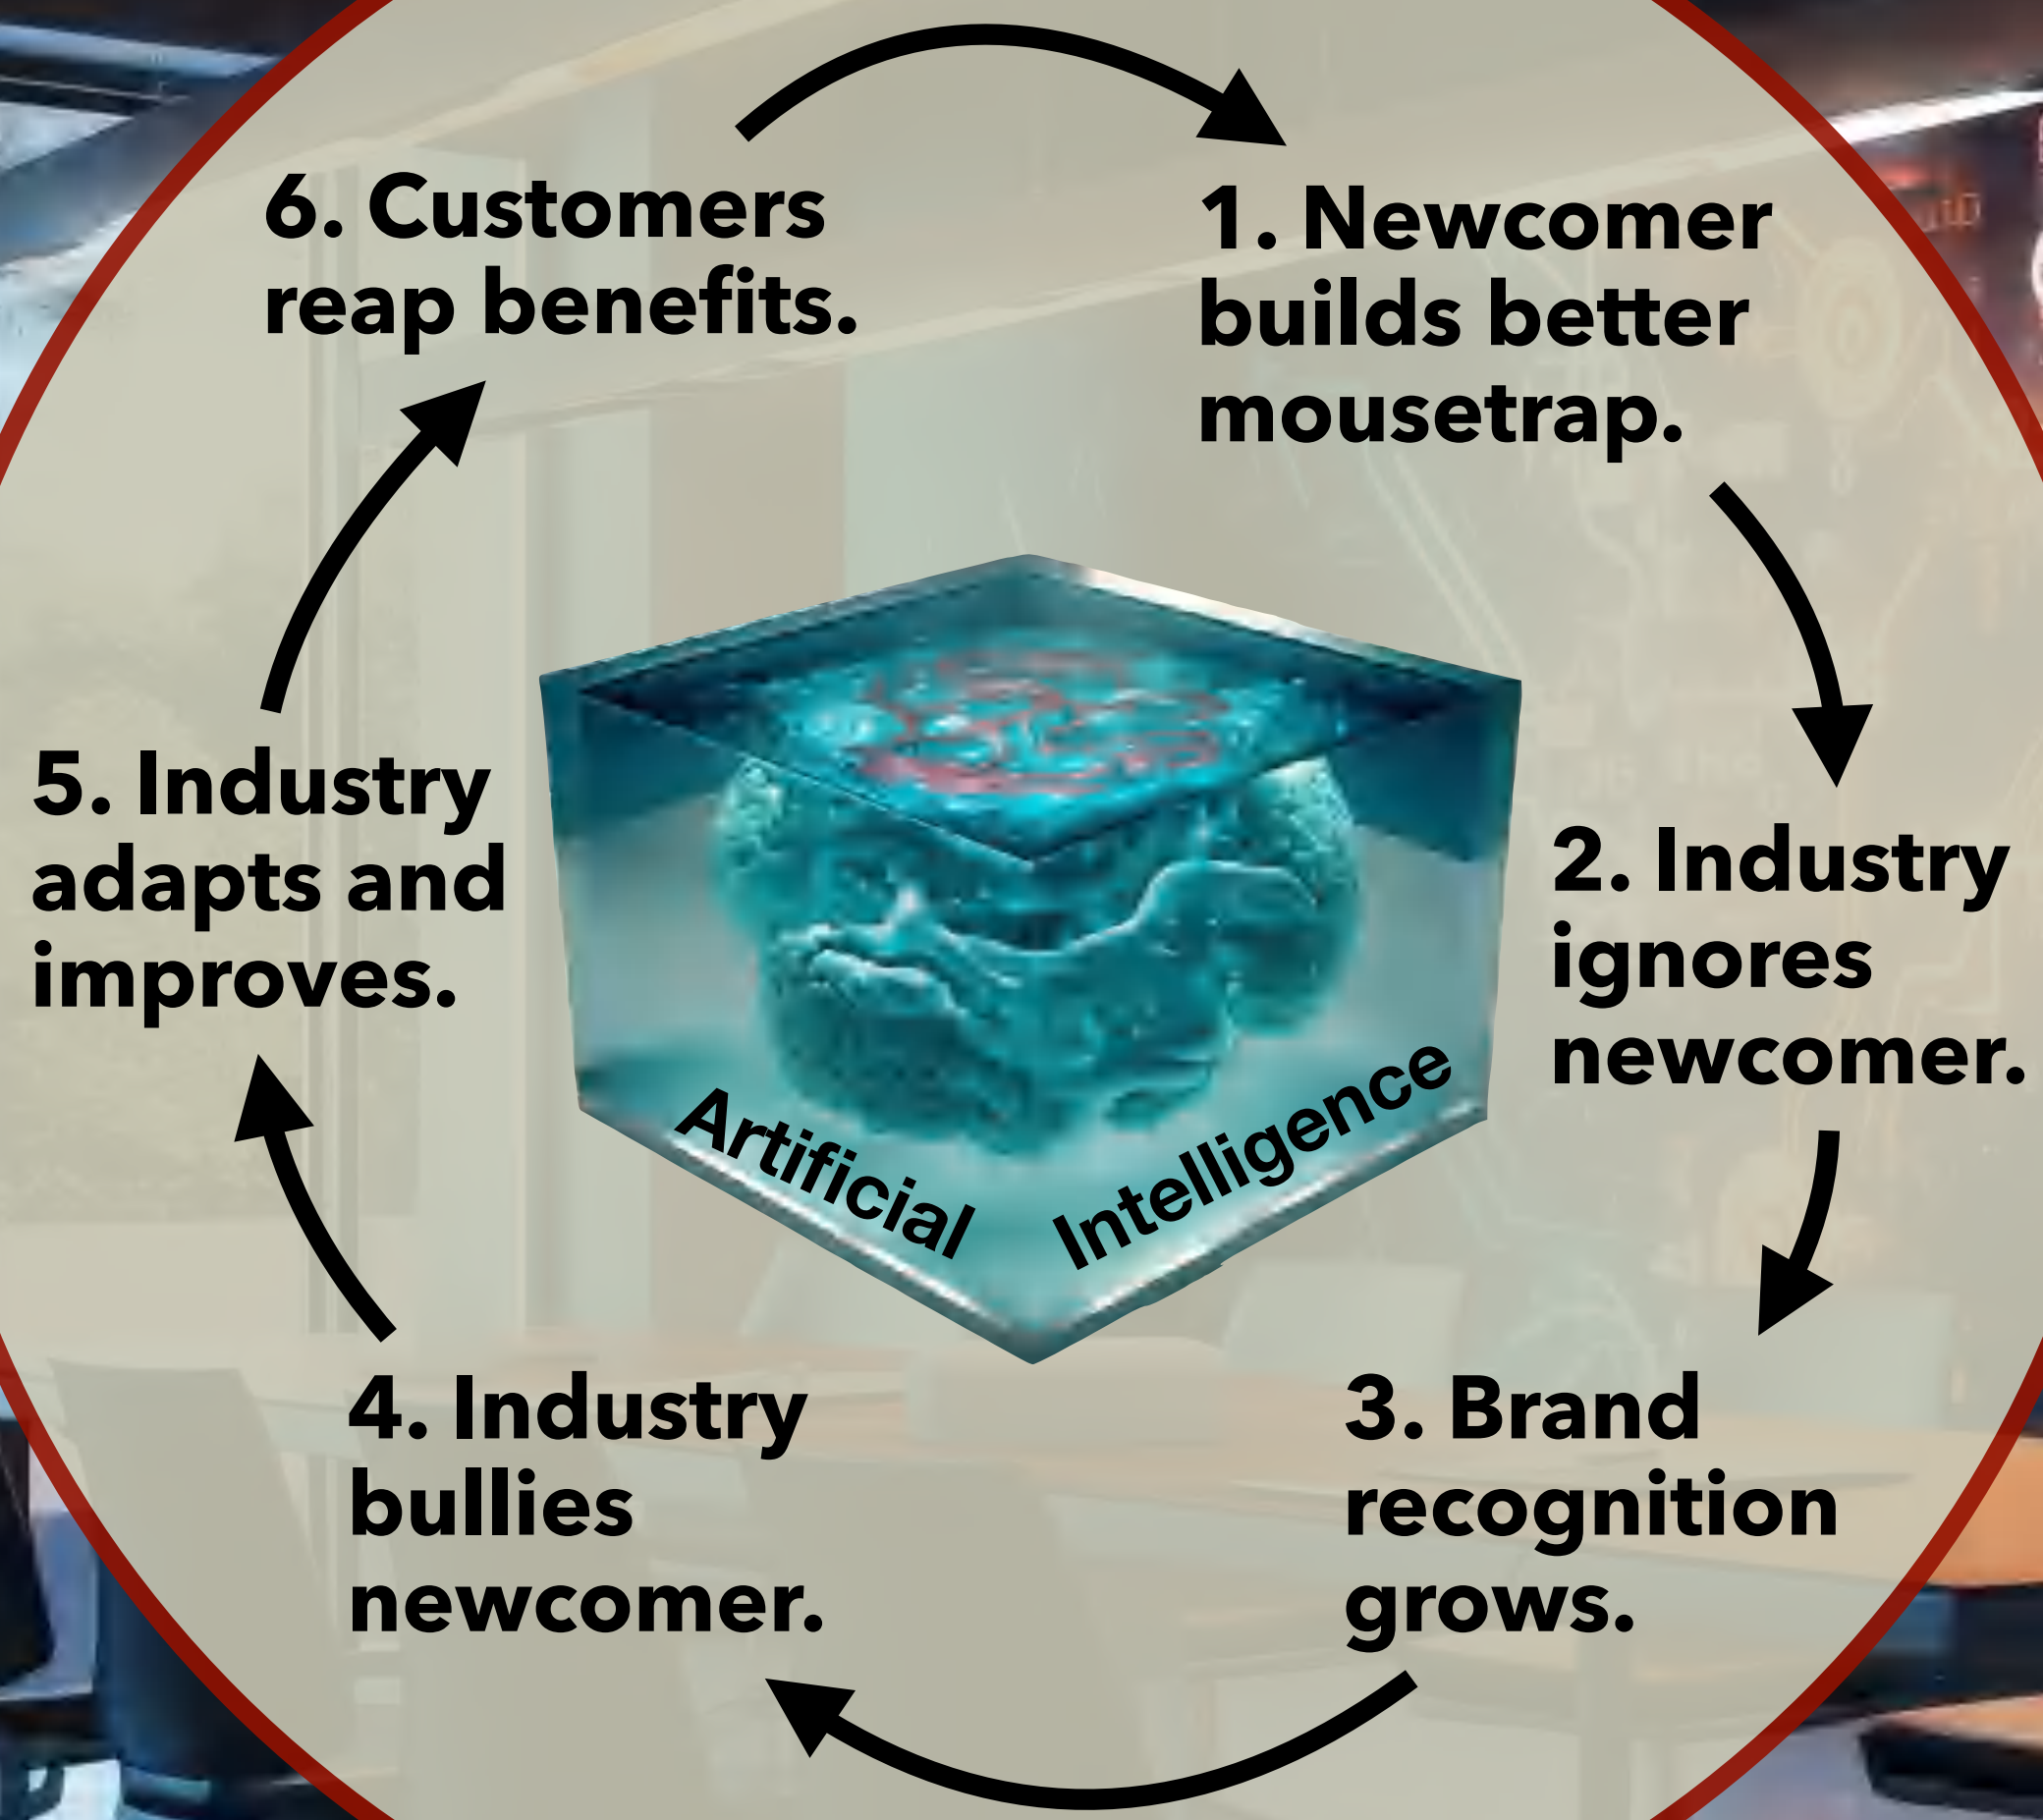 1. Newcomer
builds better
mousetrap.
2. Industry
ignores
newcomer.
3. Brand
recognition
grows.
4. Industry
bullies
newcomer.
5. Industry
adapts and
improves.
6. Customers
reap benefits.
Artificial
Intelligence